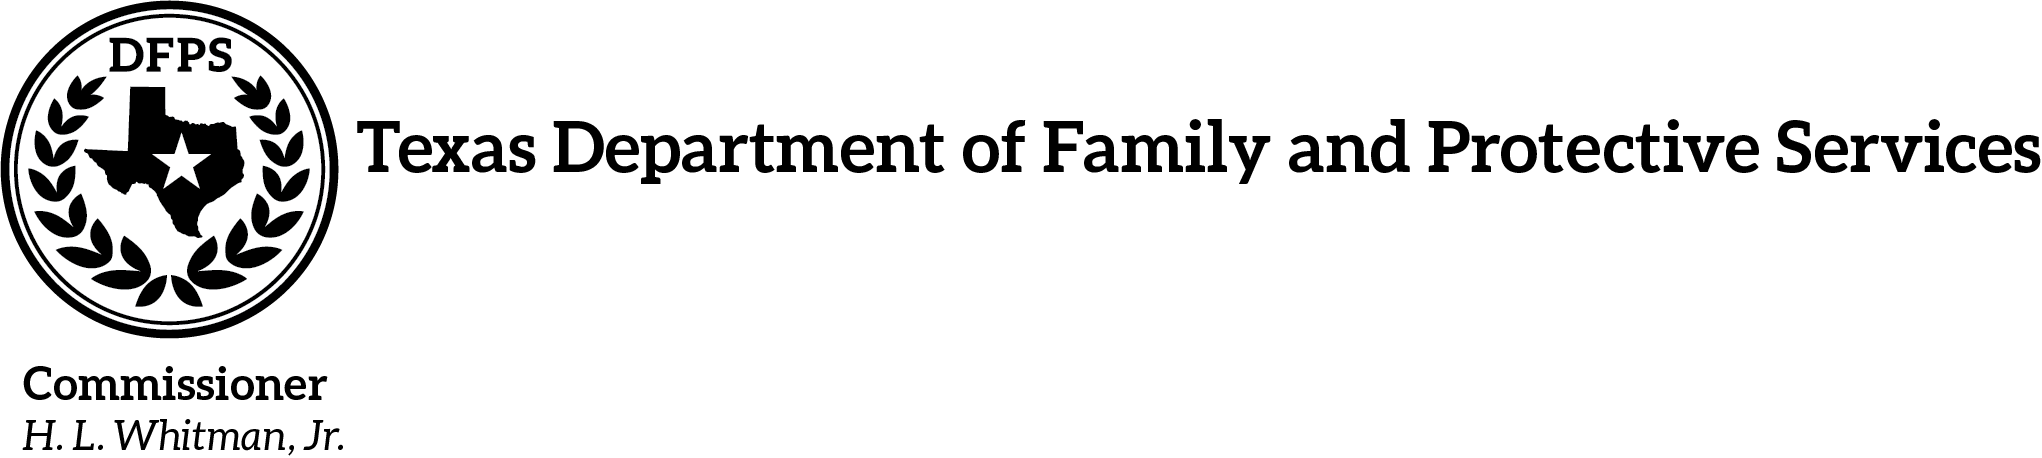 DFPS
Texas Department of Family and Protective Services
Commissioner
H. L. Whitman, Jr.